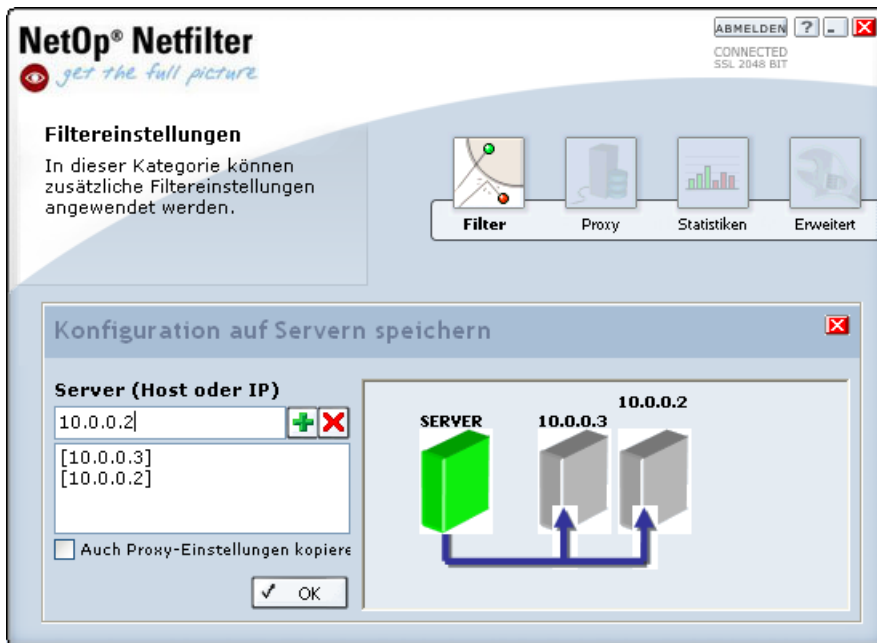 NetOp® Netfilter
get the full picture
ABMELDEN ?
CONNECTED
SSL 2048 BIT
Filtereinstellungen
In dieser Kategorie können
zusätzliche Filtereinstellungen
angewendet werden.
Filter
Proxy
Statistiken
Erweitert
Konfiguration auf Servern speichern
Server (Host oder IP)
10.0.0.2
[10.0.0.3]
[10.0.0.2]
Auch Proxy-Einstellungen kopiere
OK
SERVER
10.0.0.3
10.0.0.2